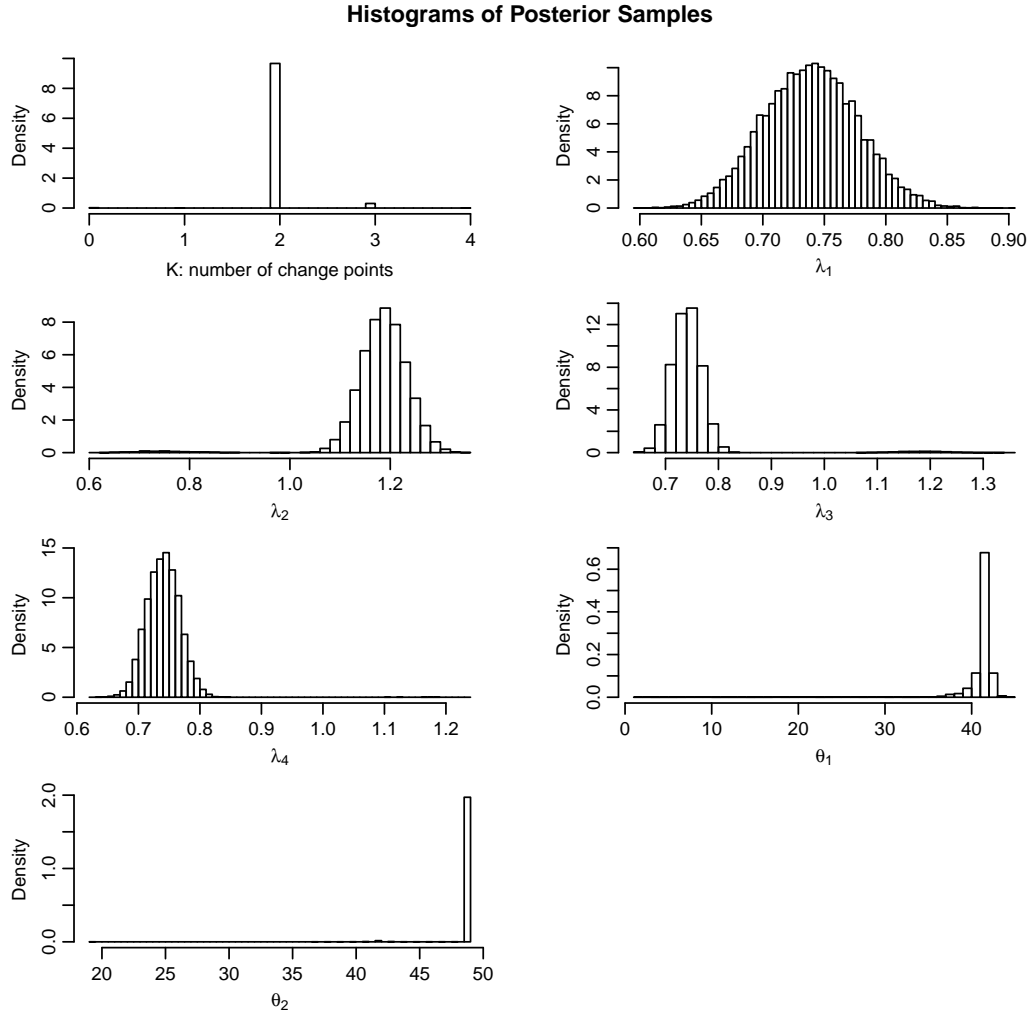 Histograms of Posterior Samples
Density
0 2 4 6 8
0 1 2 3 4
K: number of change points
Density
0 2 4 6 8
0.60 0.65 0.70 0.75 0.80 0.85 0.90
λ1
Density
0 2 4 6 8
0.6 0.8 1.0 1.2
λ2
Density
0 4 8 12
0.7 0.8 0.9 1.0 1.1 1.2 1.3
λ3
Density
0 5 10 15
0.6 0.7 0.8 0.9 1.0 1.1 1.2
λ4
Density
0.0 0.2 0.4 0.6
0 10 20 30 40
θ1
Density
0.0 1.0 2.0
20 25 30 35 40 45 50
θ2